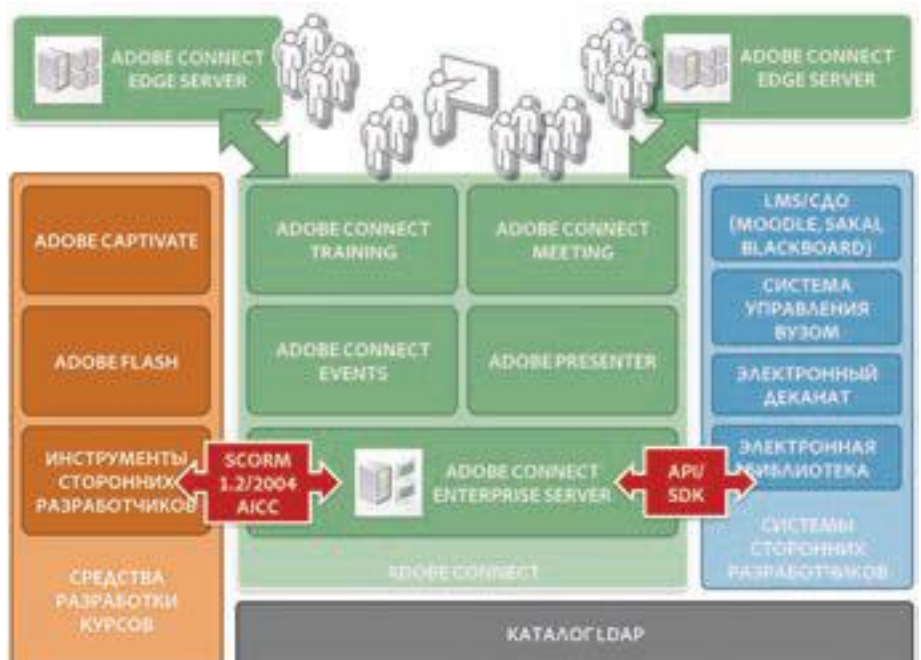 ADOBE CONNECT
EDGE SERVER
ADOBE CONNECT
EDGE SERVER
ADOBE CAPTIVATE
ADOBE FLASH
ИНСТРУМЕНТЫ
СТОРОННИХ
РАЗРАБОТЧИКОВ
СРЕДСТВА
РАЗРАБОТКИ
КУРСОВ
SCORM
1.2/2004
AICC
ADOBE CONNECT
TRAINING
ADOBE CONNECT
MEETING
ADOBE CONNECT
EVENTS
ADOBE PRESENTER
ADOBE CONNECT
ENTERPRISE SERVER
ADOBE CONNECT
API/
SDK
LMS/СДО
(MOODLE, SAKAI,
BLACKBOARD)
СИСТЕМА
УПРАВЛЕНИЯ
ВУЗОМ
ЭЛЕКТРОННЫЙ
ДЕКАНАТ
ЭЛЕКТРОННАЯ
БИБЛИОТЕКА
СИСТЕМЫ
СТОРОННИХ
РАЗРАБОТЧИКОВ
КАТАЛОГ LDAP